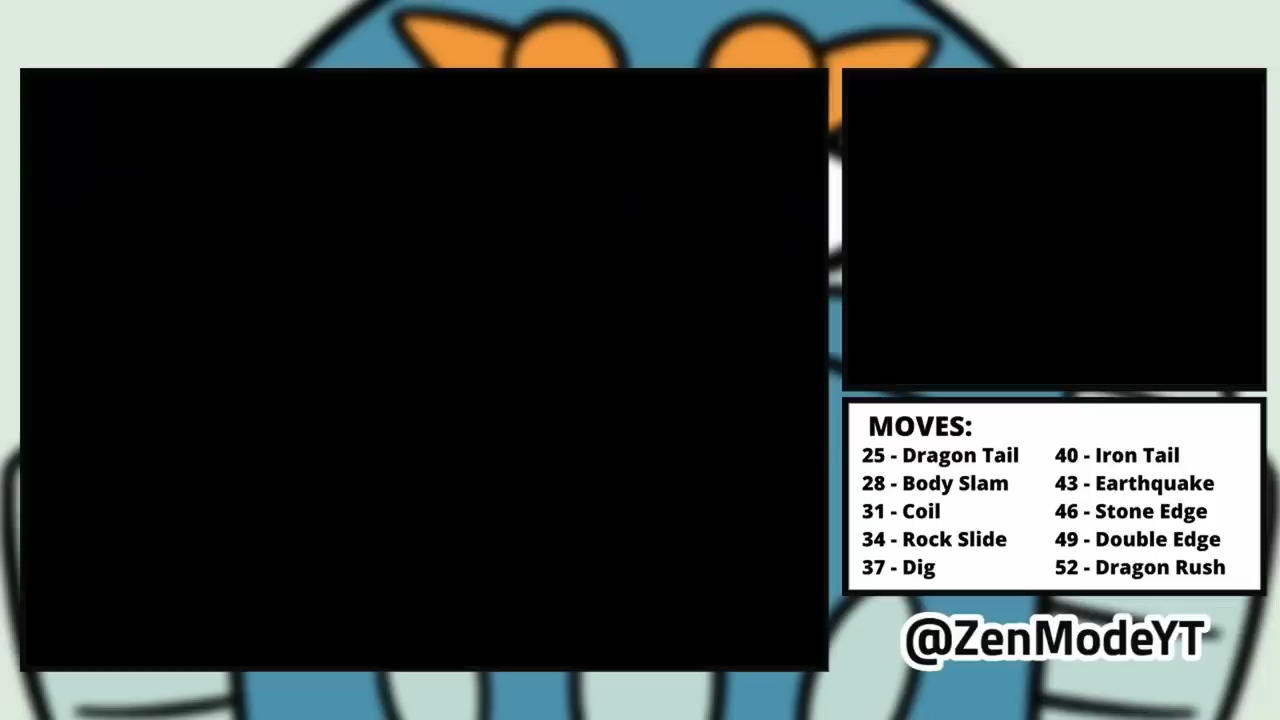 MOVES:
25 - Dragon Tail
28 - Body Slam
31 - Coil
34 - Rock Slide
37 - Dig
40 - Iron Tail
43 - Earthquake
46 - Stone Edge
49 - Double Edge
52 - Dragon Rush
@ZenModeYT